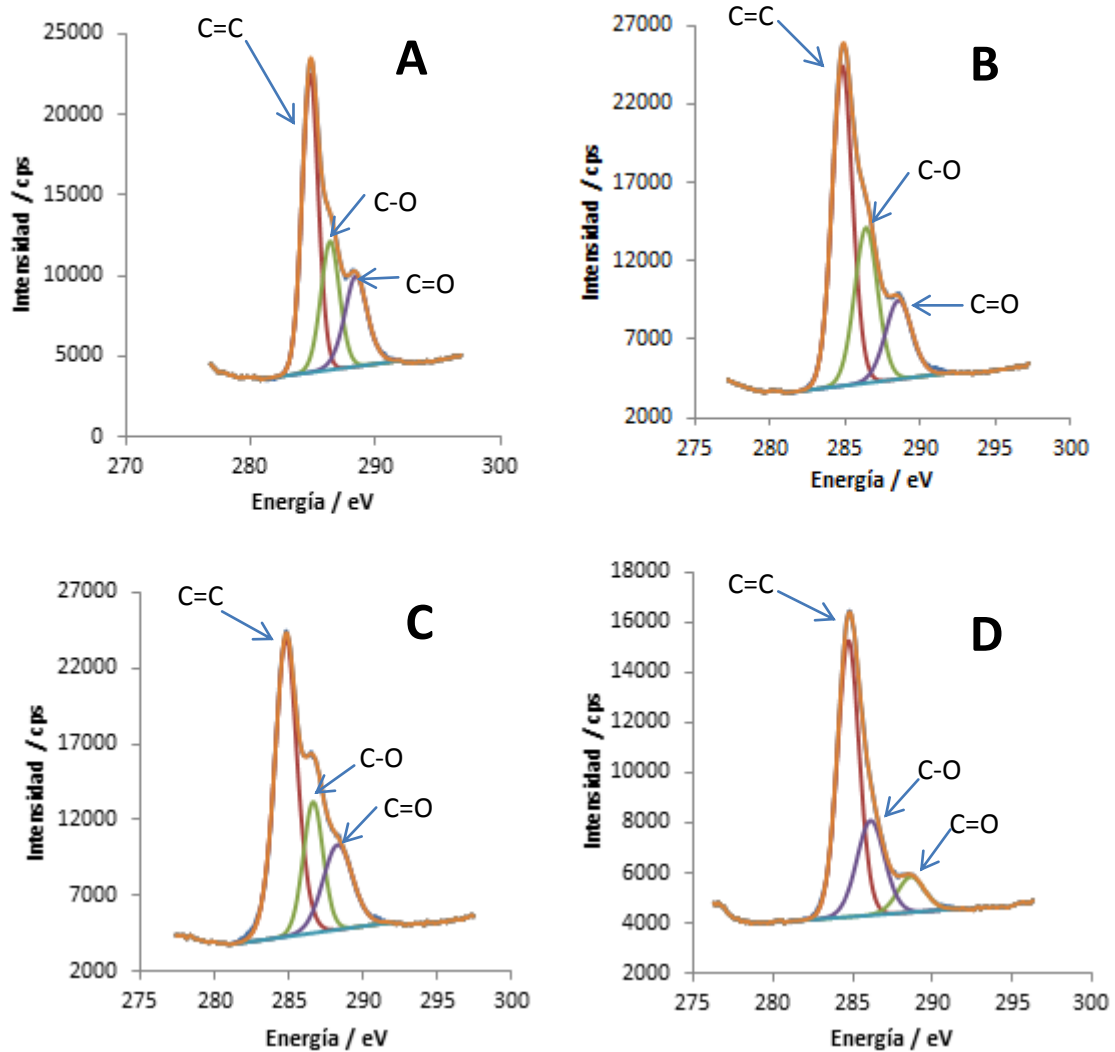 A
C=C
C-O
C=O
25000
20000
15000
10000
5000
0
270
280
290
300
Intensidad / cps
Energía / eV
B
C=C
C-O
C=O
27000
22000
17000
12000
7000
2000
275
280
285
290
295
300
Intensidad / cps
Energía / eV
C
C=C
C-O
C=O
27000
22000
17000
12000
7000
2000
275
280
285
290
295
300
Intensidad / cps
Energía / eV
D
C=C
C-O
C=O
18000
16000
14000
12000
10000
8000
6000
4000
2000
275
280
285
290
295
300
Intensidad / cps
Energía / eV